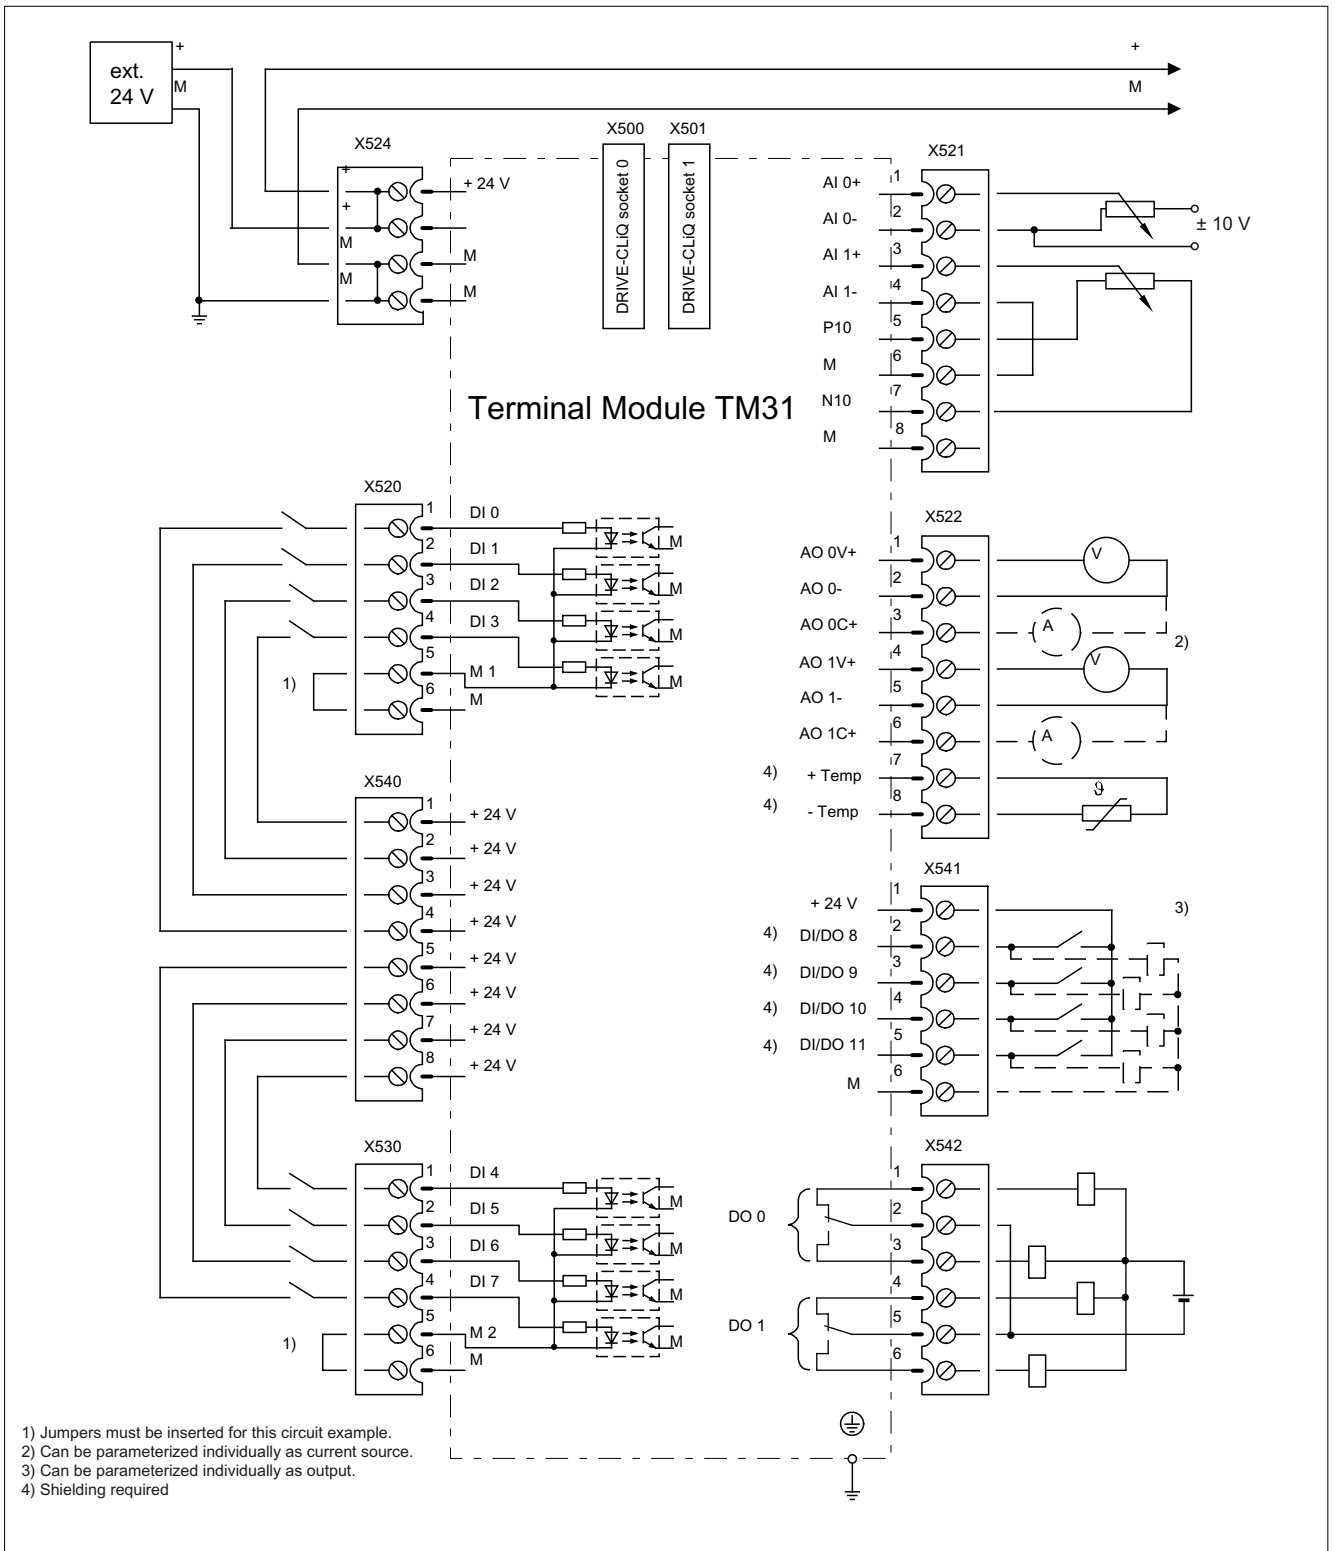 ext.
24 V
+
M
+
M
X524
X500 X501
X521
+
+
M
M
+ 24 V
M
M
DRIVE-CLiQ socket 0
DRIVE-CLiQ socket 1
AI 0+ 1
AI 0- 2
AI 1+ 3
AI 1- 4
P10 5
M 6
N10 7
M 8
± 10 V
Terminal Module TM31
X520
1 DI 0 M
2 DI 1 M
3 DI 2 M
4 DI 3 M
5 M 1
6 M
1)
X522
AO 0V+ 1 V
AO 0- 2
AO 0C+ 3 A
2)
AO 1V+ 4 V
AO 1- 5
AO 1C+ 6 A
4) + Temp 7
4) - Temp 8 ϑ
X540
1 + 24 V
2 + 24 V
3 + 24 V
4 + 24 V
5 + 24 V
6 + 24 V
7 + 24 V
8 + 24 V
X541
+ 24 V 1
3)
4) DI/DO 8 2
4) DI/DO 9 3
4) DI/DO 10 4
4) DI/DO 11 5
M 6
X530
1 DI 4 M
2 DI 5 M
3 DI 6 M
4 DI 7 M
5 M 2
6 M
1)
X542
DO 0
1
2
3
DO 1
4
5
6
1) Jumpers must be inserted for this circuit example.
2) Can be parameterized individually as current source.
3) Can be parameterized individually as output.
4) Shielding required